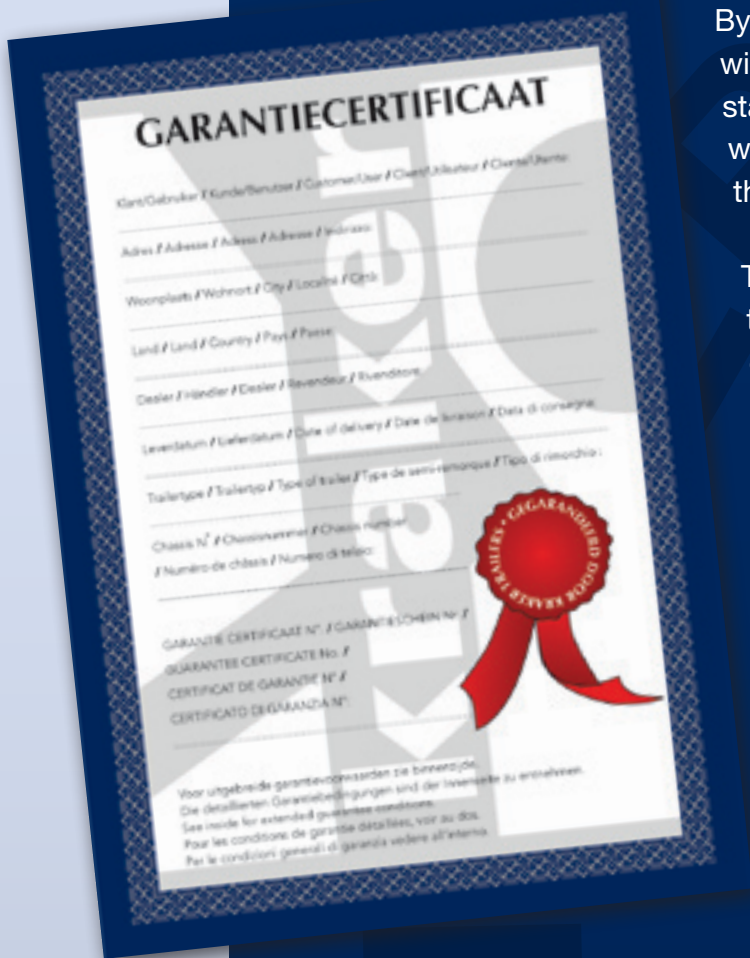 GARANTIECERTIFICAAT
Klant/Gebruiker / Kunde/Benutzer / Customer/User / Client/Utilisateur / Cliente/Utente:
Adres / Adresse / Adress / Adresse / Indirizzo:
Woonplaats / Wohnort / City / Localité / Città:
Land / Land / Country / Pays / Paese:
Dealer / Händler / Dealer / Revendeur / Rivenditore:
Leverdatum / Lieferdatum / Date of delivery / Date de livraison / Data di consegna:
Trailertype / Trailertyp / Type of trailer / Type de semi-remorque / Tipo di rimorchio :
Chassis N° / Chassisnummer / Chassis number
/ Numéro de châssis / Numero di telaio:
GARANTIE CERTIFICAAT N°. / GARANTIESCHEIN Nr. /
GUARANTEE CERTIFICATE No. /
CERTIFICAT DE GARANTIE N° /
CERTIFICATO DI GARANZIA N°:
Voor uitgebreide garantievoorwaarden zie binnenzijde.
Die detaillierten Garantiebedingungen sind der Innenseite zu entnehmen.
See inside for extended guarantee conditions.
Pour les conditions de garantie détaillées, voir au dos.
Per le condizioni generali di garanzia vedere all'interno.
kraker
GEGARANDEERD DOOR KRAKER TRAILERS •
By